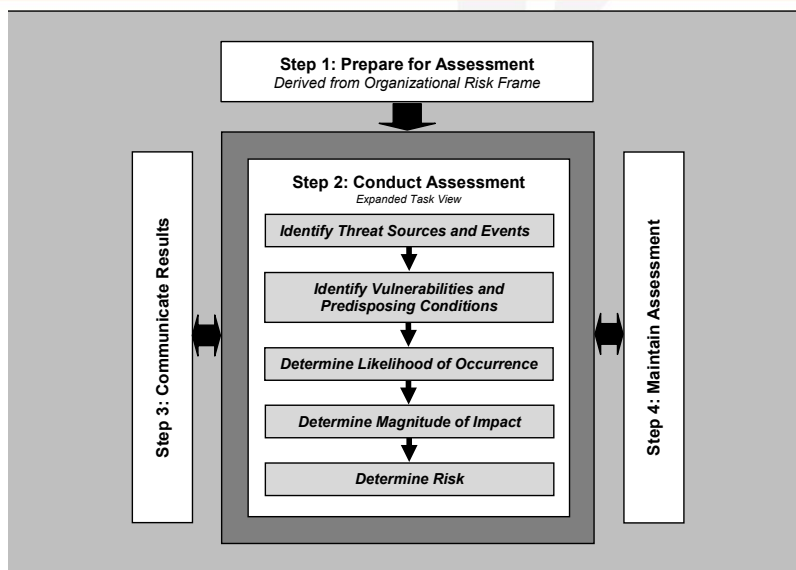 Step 1: Prepare for Assessment
Derived from Organizational Risk Frame
Step 3: Communicate Results
Step 2: Conduct Assessment
Expanded Task View
Identify Threat Sources and Events
Identify Vulnerabilities and
Predisposing Conditions
Determine Likelihood of Occurrence
Determine Magnitude of Impact
Determine Risk
Step 4: Maintain Assessment